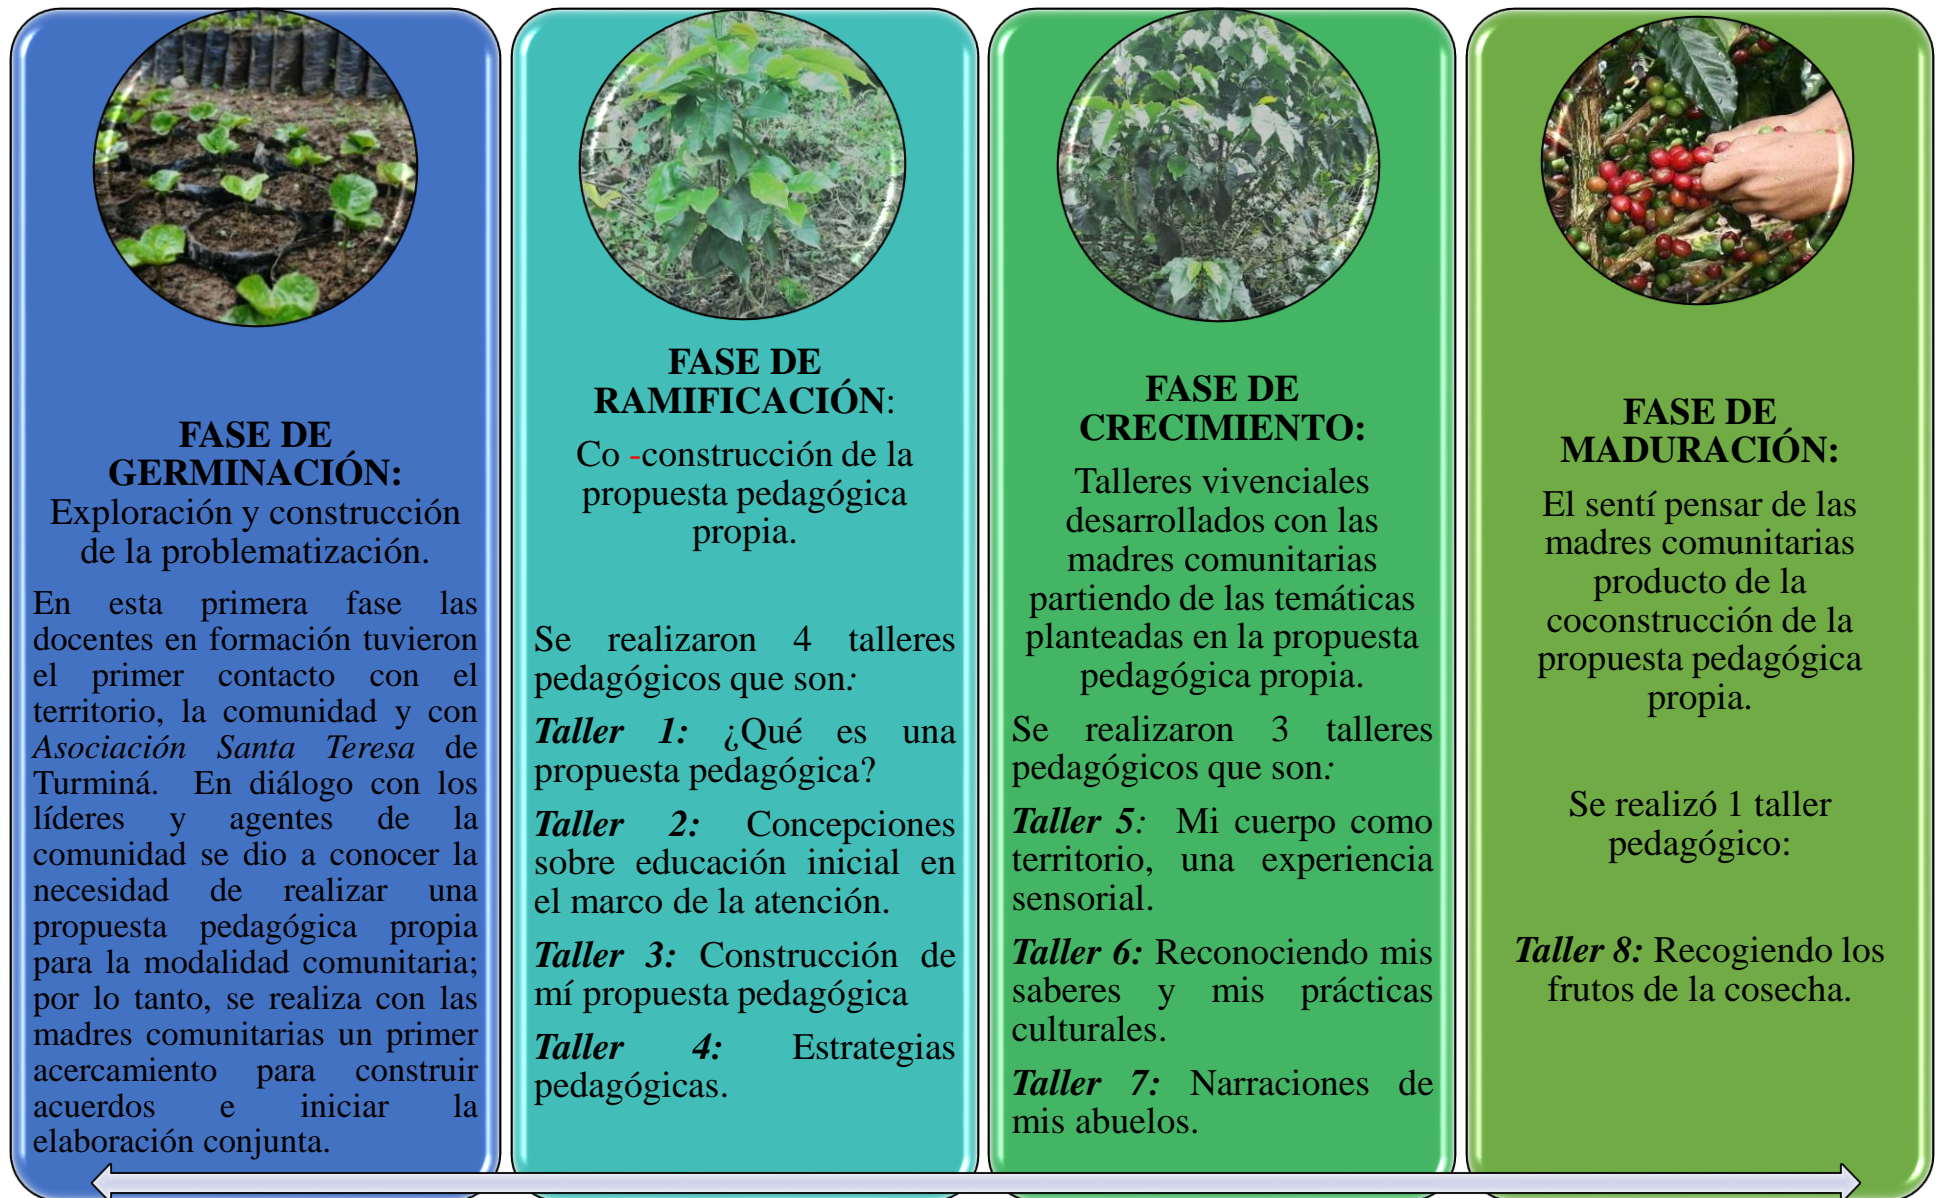 FASE DE
GERMINACIÓN:
Exploración y construcción
de la problematización.
En esta primera fase las
docentes en formación tuvieron
el primer contacto con el
territorio, la comunidad y con
Asociación Santa Teresa de
Turminá. En diálogo con los
líderes y agentes de la
comunidad se dio a conocer la
necesidad de realizar una
propuesta pedagógica propia
para la modalidad comunitaria;
por lo tanto, se realiza con las
madres comunitarias un primer
acercamiento para construir
acuerdos e iniciar la
elaboración conjunta.
FASE DE
RAMIFICACIÓN:
Co -construcción de la
propuesta pedagógica
propia.
Se realizaron 4 talleres
pedagógicos que son:
Taller 1: ¿Qué es una
propuesta pedagógica?
Taller 2: Concepciones
sobre educación inicial en
el marco de la atención.
Taller 3: Construcción de
mí propuesta pedagógica
Taller 4: Estrategias
pedagógicas.
FASE DE
CRECIMIENTO:
Talleres vivenciales
desarrollados con las
madres comunitarias
partiendo de las temáticas
planteadas en la propuesta
pedagógica propia.
Se realizaron 3 talleres
pedagógicos que son:
Taller 5: Mi cuerpo como
territorio, una experiencia
sensorial.
Taller 6: Reconociendo mis
saberes y mis prácticas
culturales.
Taller 7: Narraciones de
mis abuelos.
FASE DE
MADURACIÓN:
El sentí pensar de las
madres comunitarias
producto de la
coconstrucción de la
propuesta pedagógica
propia.
Se realizó 1 taller
pedagógico:
Taller 8: Recogiendo los
frutos de la cosecha.